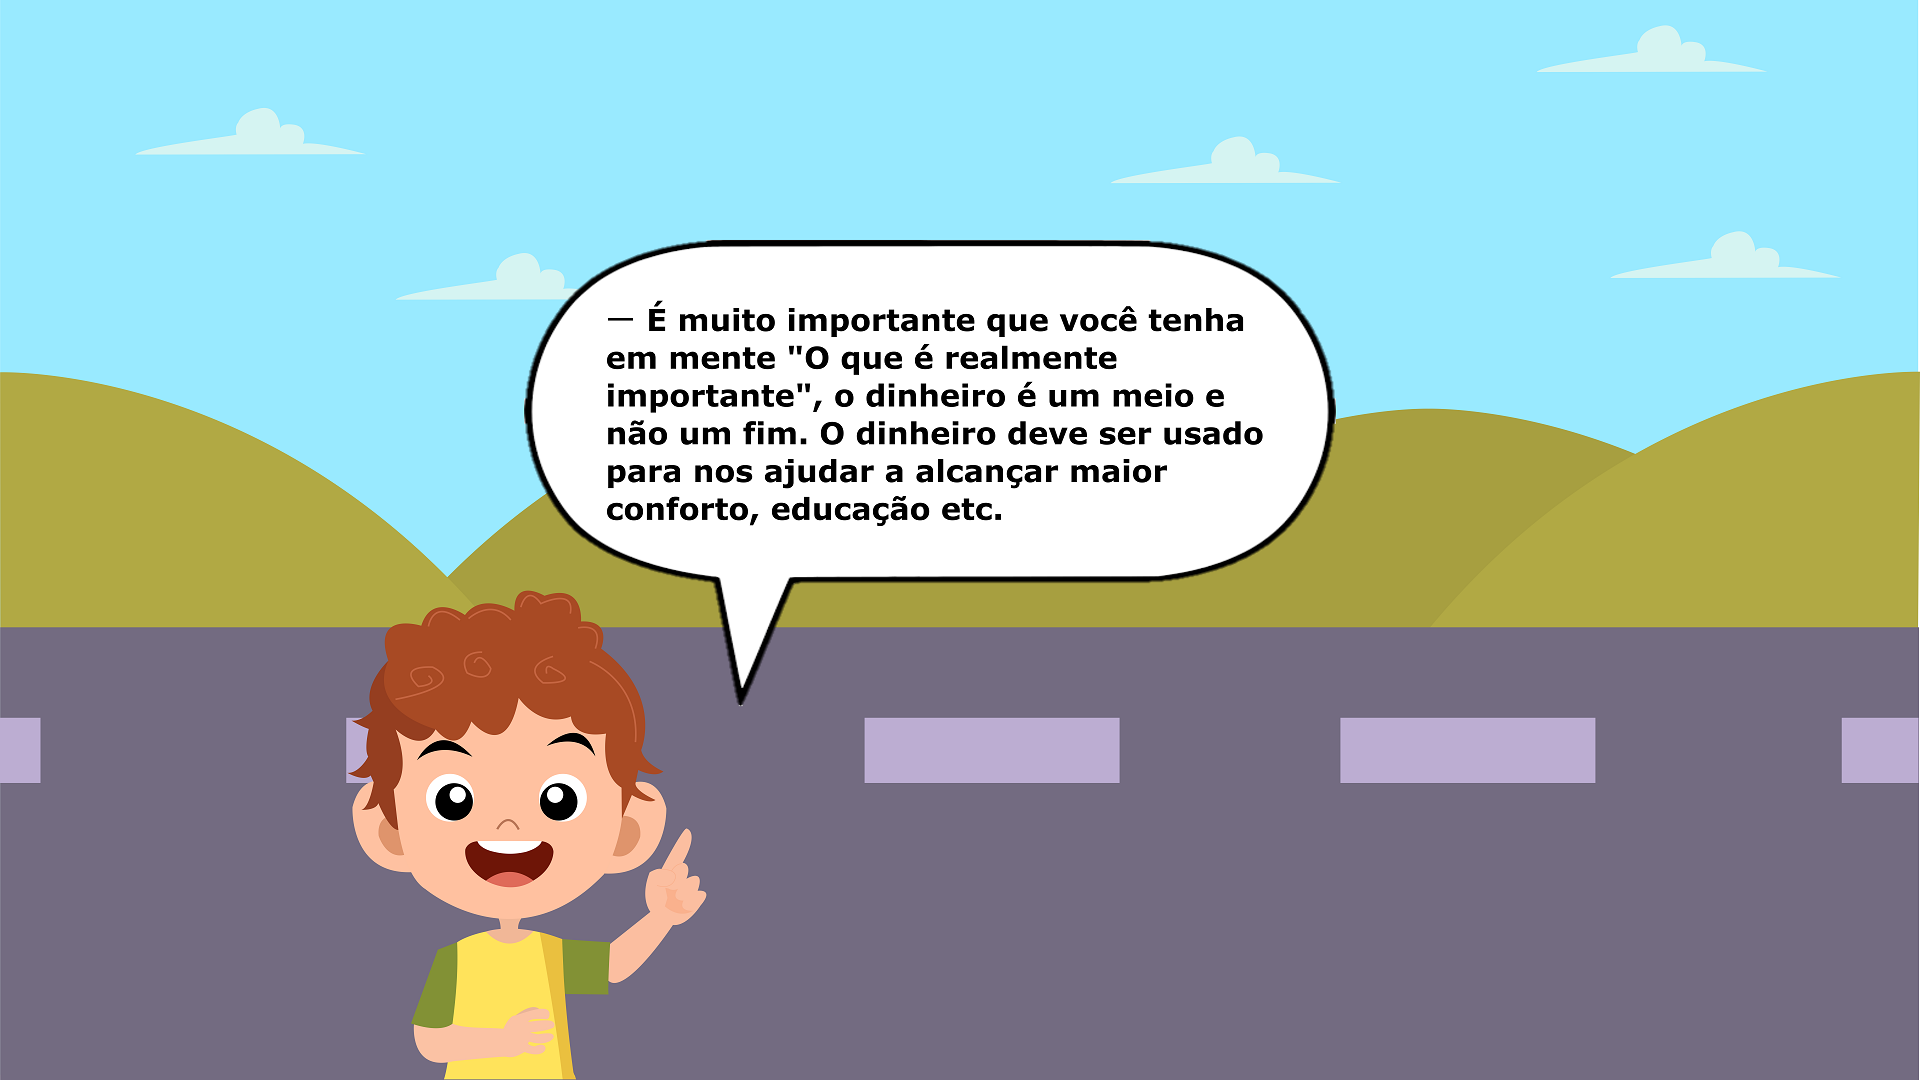 — É muito importante que você tenha
em mente "O que é realmente
importante", o dinheiro é um meio e
não um fim. O dinheiro deve ser usado
para nos ajudar a alcançar maior
conforto, educação etc.